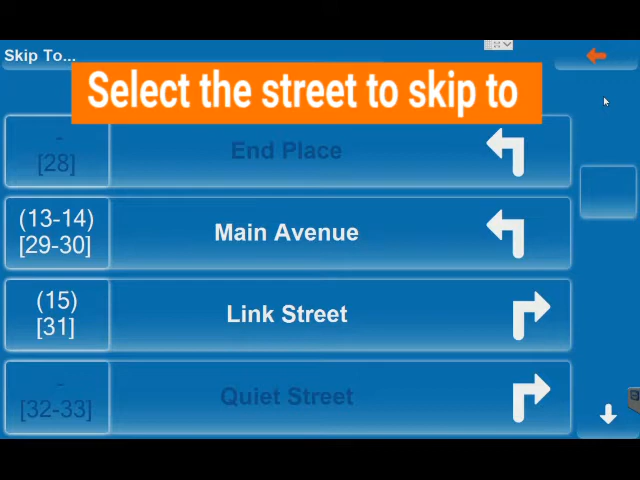 Skip To...
Select the street to skip to
-
[28]
End Place
(13-14)
[29-30]
Main Avenue
(15)
[31]
Link Street
-
[32-33]
Quiet Street